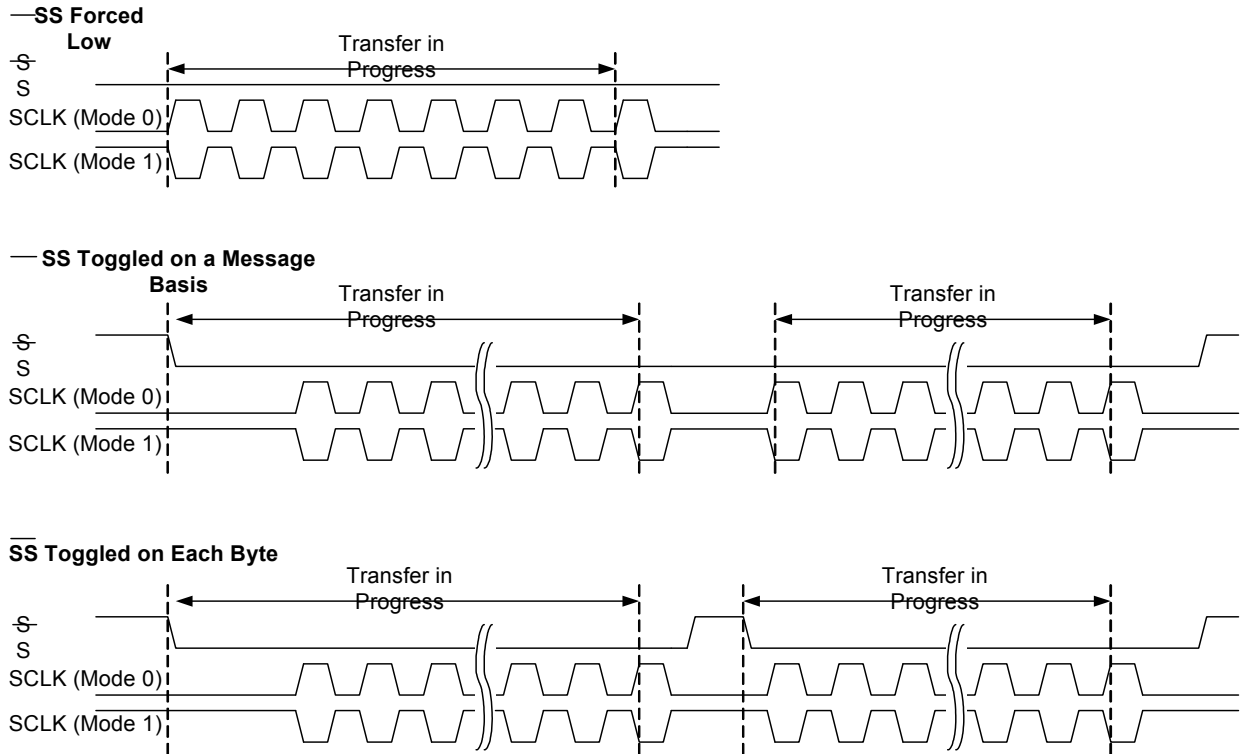 SS Forced
Low
Transfer in
Progress
S
S
SCLK (Mode 0)
SCLK (Mode 1)
SS Toggled on a Message
Basis
Transfer in
Progress
Transfer in
Progress
S
S
SCLK (Mode 0)
SCLK (Mode 1)
SS Toggled on Each Byte
Transfer in
Progress
Transfer in
Progress
S
S
SCLK (Mode 0)
SCLK (Mode 1)